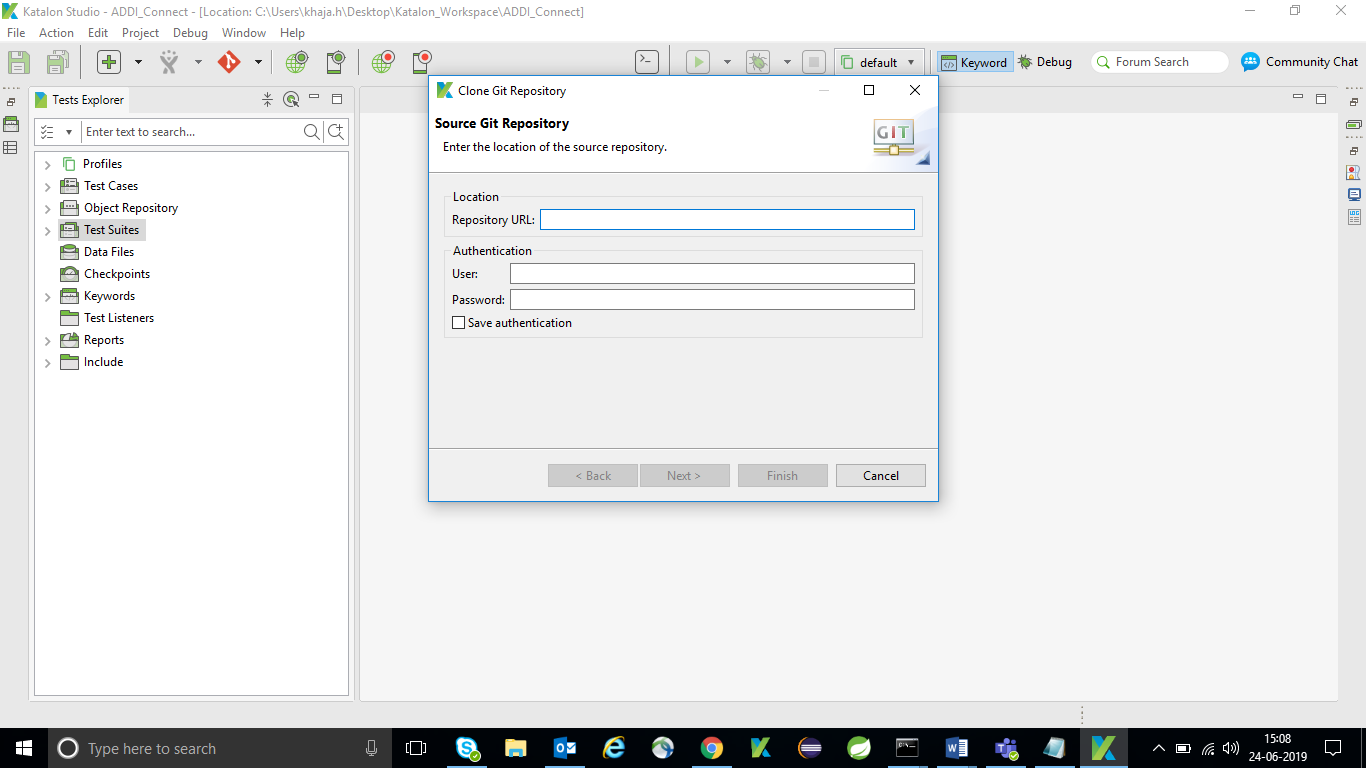 Katalon Studio - ADDI_Connect - [Location: C:\Users\khaja.h\Desktop\Katalon_Workspace\ADDI_Connect]
File Action Edit Project Debug Window Help
default Keyword Debug Forum Search Community Chat
Tests Explorer
Enter text to search...
Profiles
Test Cases
Object Repository
Test Suites
Data Files
Checkpoints
Keywords
Test Listeners
Reports
Include
Clone Git Repository
Source Git Repository
Enter the location of the source repository.
GIT
Location
Repository URL:
Authentication
User:
Password:
Save authentication
< Back Next > Finish Cancel
Type here to search
15:08
24-06-2019